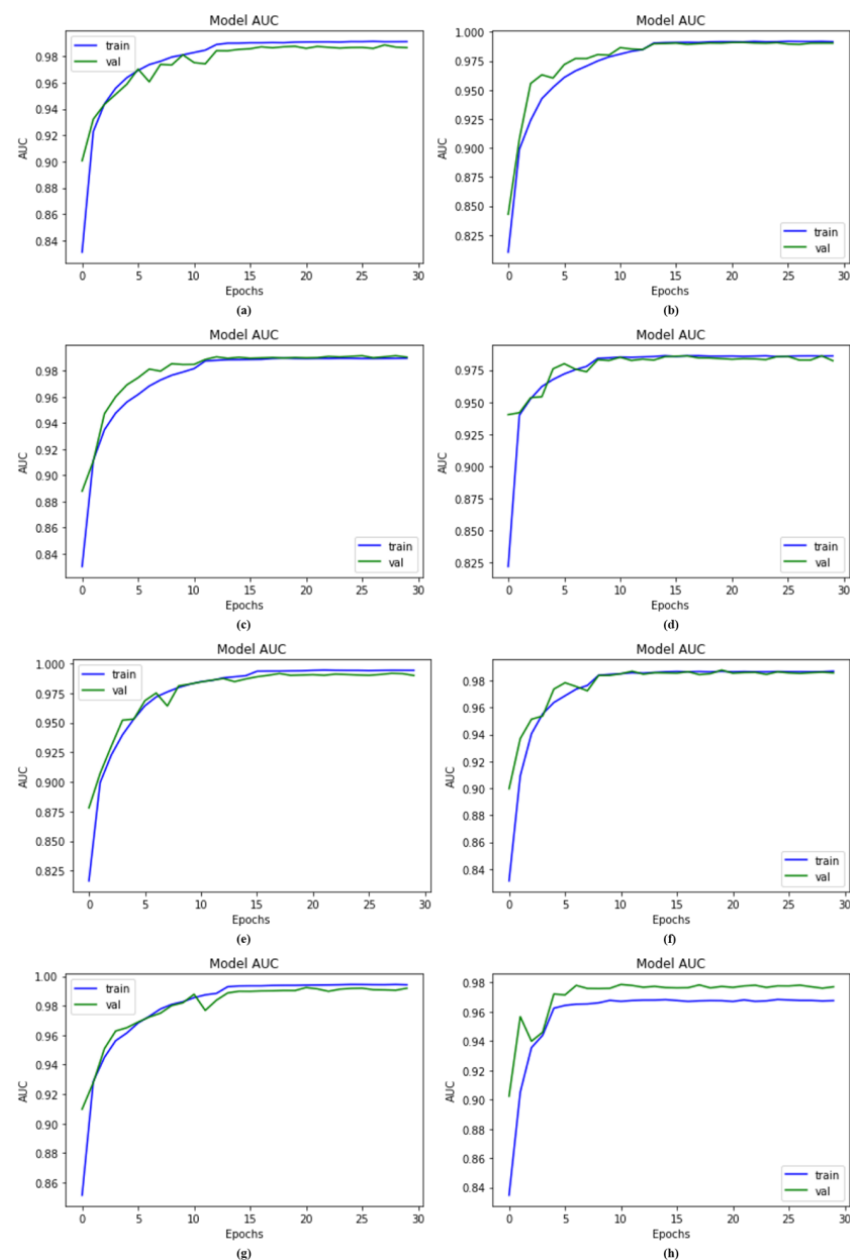 Model AUC
train
val
0.98
0.96
0.94
0.92
0.90
0.88
0.86
0.84
AUC
0 5 10 15 20 25 30
Epochs
(a)
Model AUC
1.000
0.975
0.950
0.925
0.900
0.875
0.850
0.825
AUC
train
val
0 5 10 15 20 25 30
Epochs
(b)
Model AUC
0.98
0.96
0.94
0.92
0.90
0.88
0.86
0.84
AUC
train
val
0 5 10 15 20 25 30
Epochs
(c)
Model AUC
0.975
0.950
0.925
0.900
0.875
0.850
0.825
AUC
train
val
0 5 10 15 20 25 30
Epochs
(d)
Model AUC
train
val
1.000
0.975
0.950
0.925
0.900
0.875
0.850
0.825
AUC
0 5 10 15 20 25 30
Epochs
(e)
Model AUC
0.98
0.96
0.94
0.92
0.90
0.88
0.86
0.84
AUC
train
val
0 5 10 15 20 25 30
Epochs
(f)
Model AUC
train
val
1.00
0.98
0.96
0.94
0.92
0.90
0.88
0.86
AUC
0 5 10 15 20 25 30
Epochs
(g)
Model AUC
0.98
0.96
0.94
0.92
0.90
0.88
0.86
0.84
AUC
train
val
0 5 10 15 20 25 30
Epochs
(h)